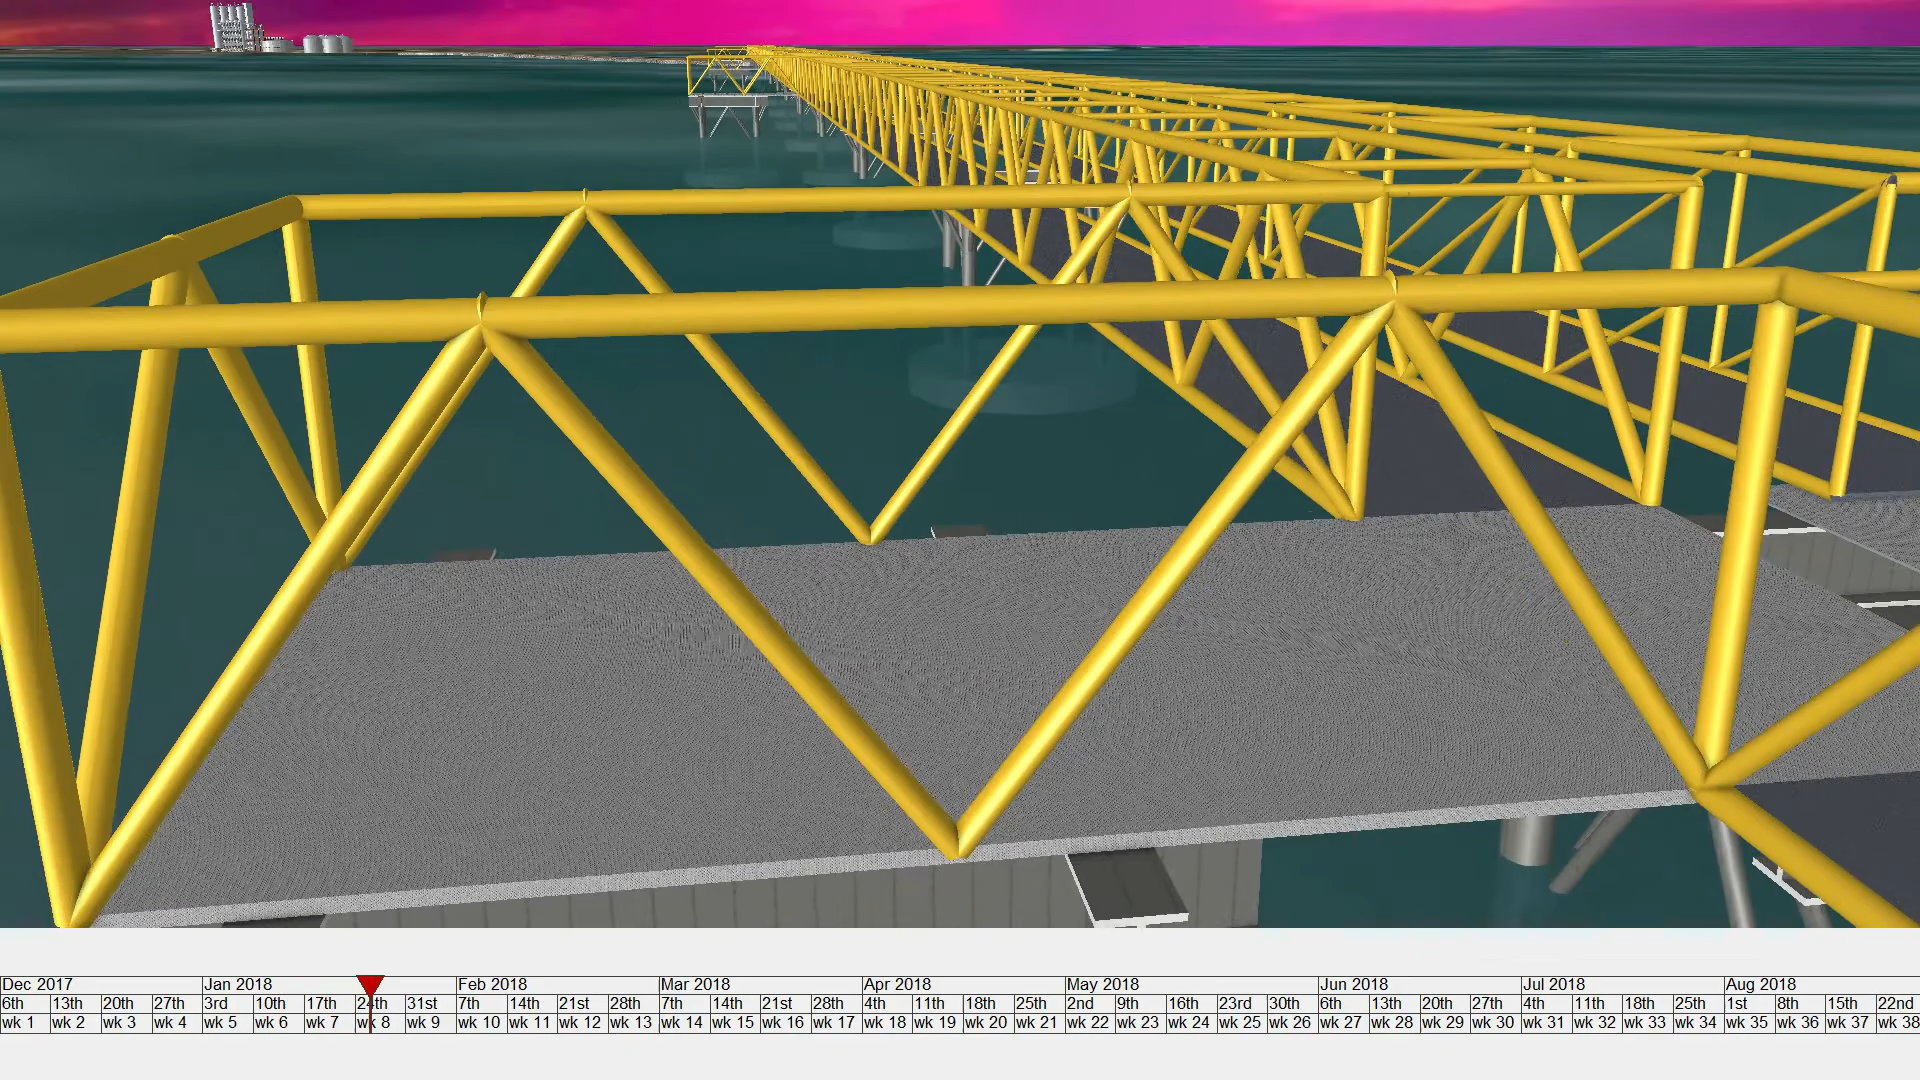 Dec 2017 Jan 2018 Feb 2018 Mar 2018 Apr 2018 May 2018 Jun 2018 Jul 2018 Aug 2018
6th 13th 20th 27th 3rd 10th 17th 24th 31st 7th 14th 21st 28th 7th 14th 21st 28th 4th 11th 18th 25th 2nd 9th 16th 23rd 30th 6th 13th 20th 27th 4th 11th 18th 25th 1st 8th 15th 22nd
wk 1 wk 2 wk 3 wk 4 wk 5 wk 6 wk 7 wk 8 wk 9 wk 10 wk 11 wk 12 wk 13 wk 14 wk 15 wk 16 wk 17 wk 18 wk 19 wk 20 wk 21 wk 22 wk 23 wk 24 wk 25 wk 26 wk 27 wk 28 wk 29 wk 30 wk 31 wk 32 wk 33 wk 34 wk 35 wk 36 wk 37 wk 38